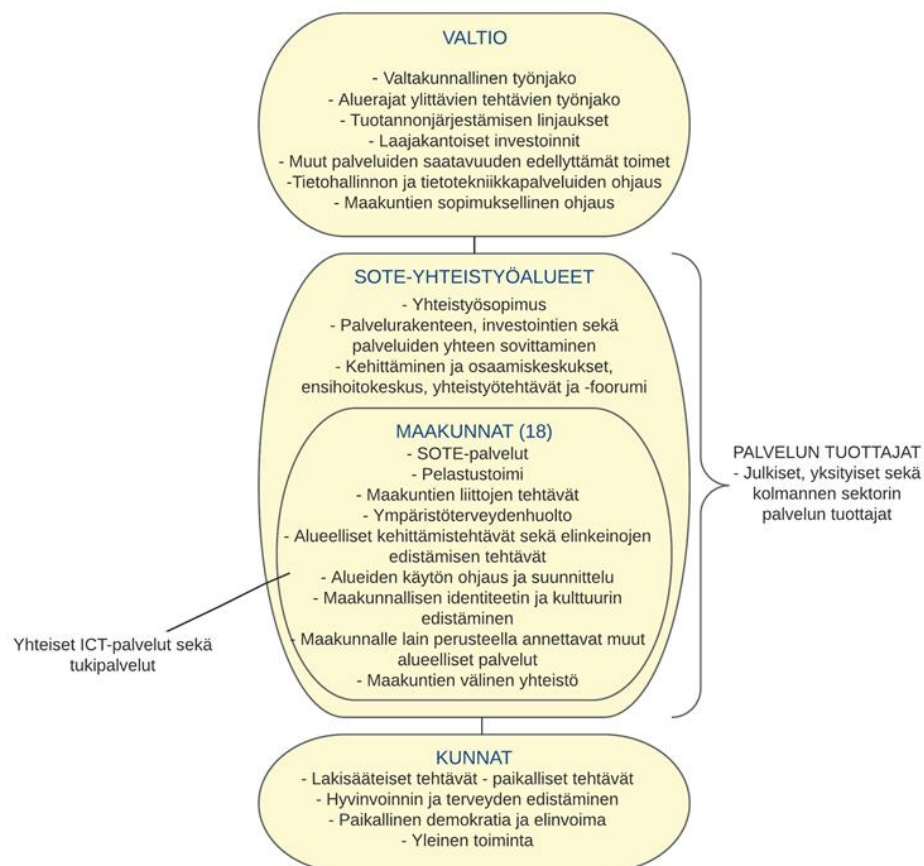 VALTIO
- Valtakunnallinen työnjako
- Aluerajat ylittävien tehtävien työnjako
- Tuotannonjärjestämisen linjaukset
- Laajakantoiset investoinnit
- Muut palveluiden saatavuuden edellyttämät toimet
-Tietohallinnon ja tietotekniikkapalveluiden ohjaus
- Maakuntien sopimuksellinen ohjaus
SOTE-YHTEISTYÖALUEET
- Yhteistyösopimus
- Palvelurakenteen, investointien sekä
palveluiden yhteen sovittaminen
- Kehittäminen ja osaamiskeskukset,
ensihoitokeskus, yhteistyötehtävät ja -foorumi
MAAKUNNAT (18)
- SOTE-palvelut
- Pelastustoimi
- Maakuntien liittojen tehtävät
- Ympäristöterveydenhuolto
- Alueelliset kehittämistehtävät sekä elinkeinojen
edistämisen tehtävät
- Alueiden käytön ohjaus ja suunnittelu
- Maakunnallisen identiteetin ja kulttuurin
edistäminen
- Maakunnalle lain perusteella annettavat muut
alueelliset palvelut
- Maakuntien välinen yhteistö
PALVELUN TUOTTAJAT
- Julkiset, yksityiset sekä
kolmannen sektorin
palvelun tuottajat
Yhteiset ICT-palvelut sekä
tukipalvelut
KUNNAT
- Lakisääteiset tehtävät - paikalliset tehtävät
- Hyvinvoinnin ja terveyden edistäminen
- Paikallinen demokratia ja elinvoima
- Yleinen toiminta